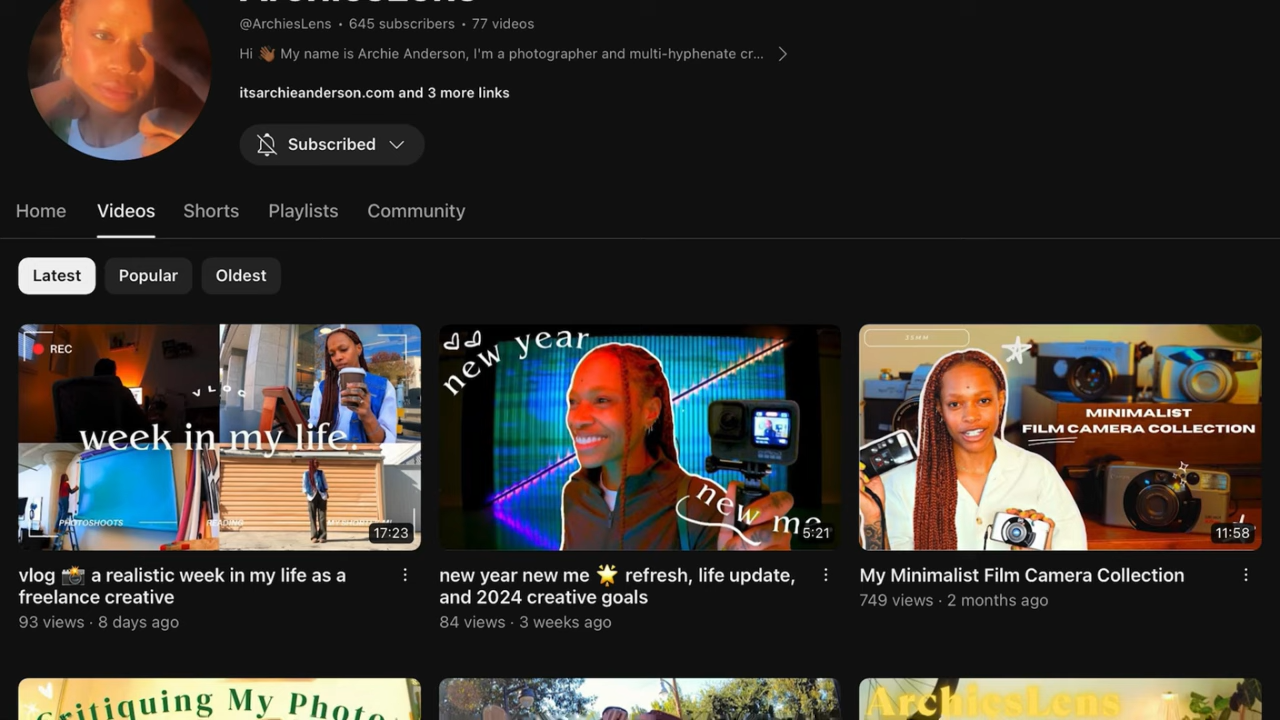 @ArchiesLens • 645 subscribers • 77 videos
Hi 👋🏾 My name is Archie Anderson, I'm a photographer and multi-hyphenate cr...
itsarchieanderson.com and 3 more links
Subscribed
Home Videos Shorts Playlists Community
Latest Popular Oldest
REC
VLOG
week in my life.
PHOTOSHOOTS
READING
17:23
new year
new me
5:21
35MM
MINIMALIST
FILM CAMERA COLLECTION
11:58
vlog 📸 a realistic week in my life as a
freelance creative
93 views · 8 days ago
new year new me 🌟 refresh, life update,
and 2024 creative goals
84 views · 3 weeks ago
My Minimalist Film Camera Collection
749 views · 2 months ago
Critiquing My Photo
ArchiesLens